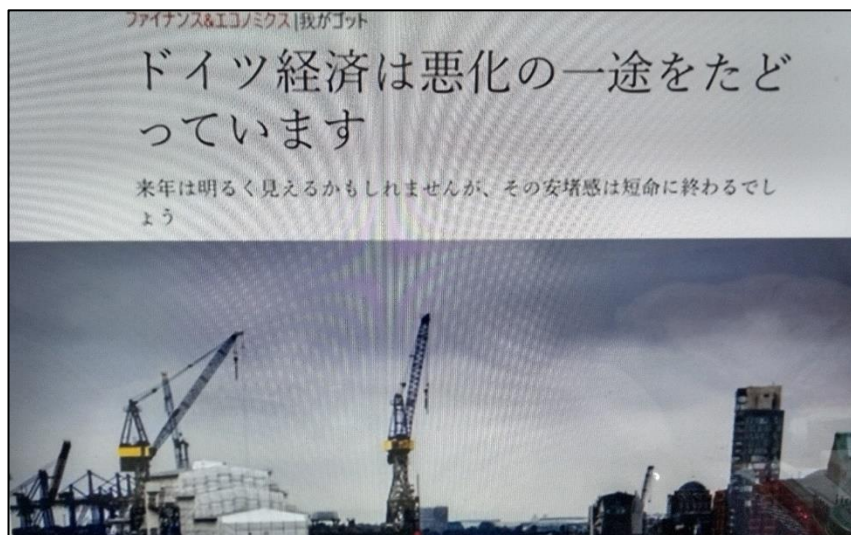 ファイナンス&エコノミクス|我がゴット
ドイツ経済は悪化の一途をたど
っています
来年は明るく見えるかもしれませんが、その安堵感は短命に終わるでし
ょう